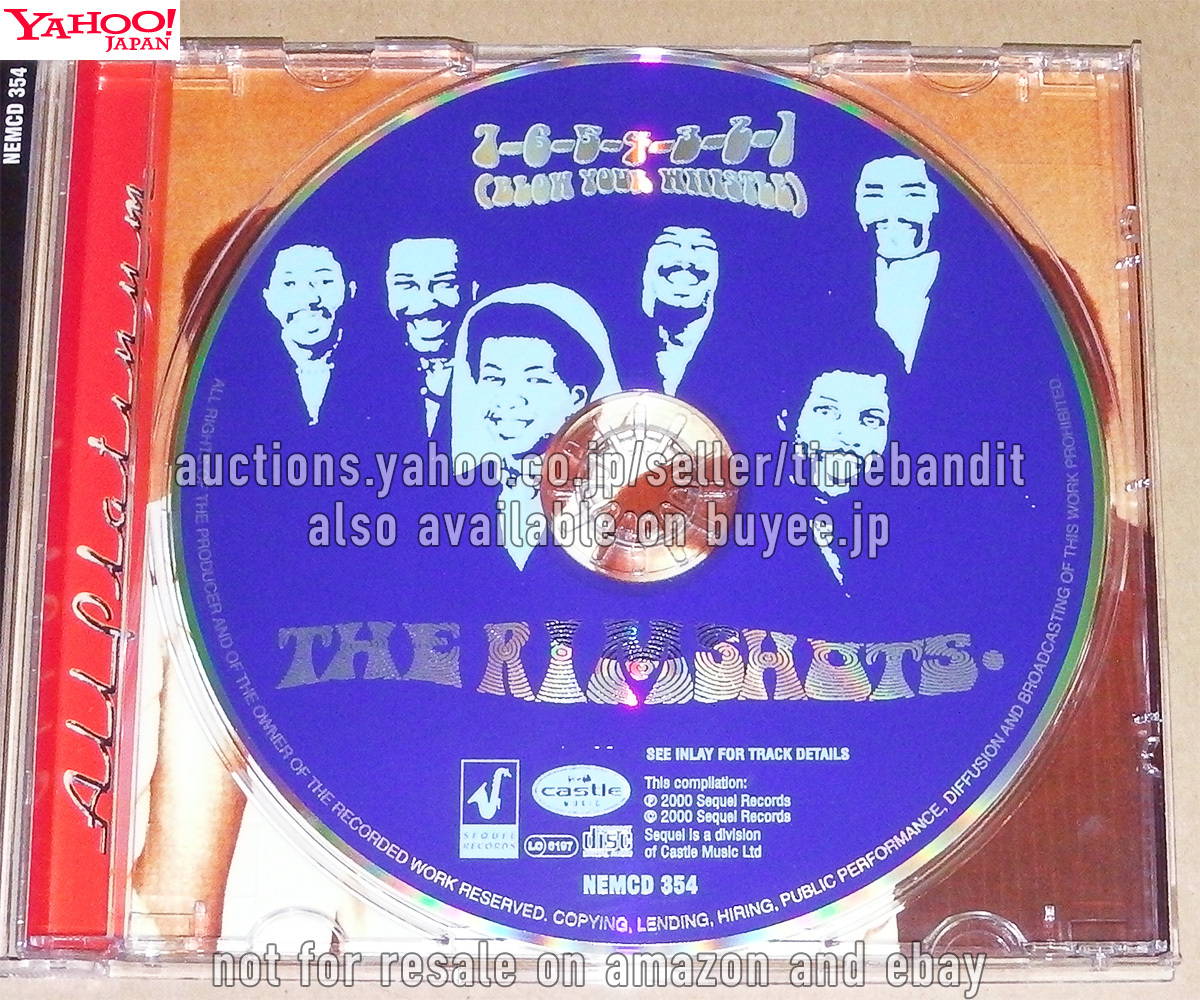 YAHOO!
JAPAN
NEMCD 354
All Platinum
7-6-5-4-3-2-1
(BLOW YOUR WHISTLE)
auctions.yahoo.co.jp/seller/timebandit
also available on buyee.jp
THE RIMSHOTS
SEE INLAY FOR TRACK DETAILS
This compilation:
℗ 2000 Sequel Records
© 2000 Sequel Records
Sequel is a division
of Castle Music Ltd
SEQUEL
RECORDS
castle
MUSIC
LC 6197
disc
NEMCD 354
ALL RIGHTS THE PRODUCER AND OF THE OWNER OF THE RECORDED WORK RESERVED. COPYING, LENDING, HIRING, PUBLIC PERFORMANCE, DIFFUSION AND BROADCASTING OF THIS WORK PROHIBITED.
not for resale on amazon and ebay